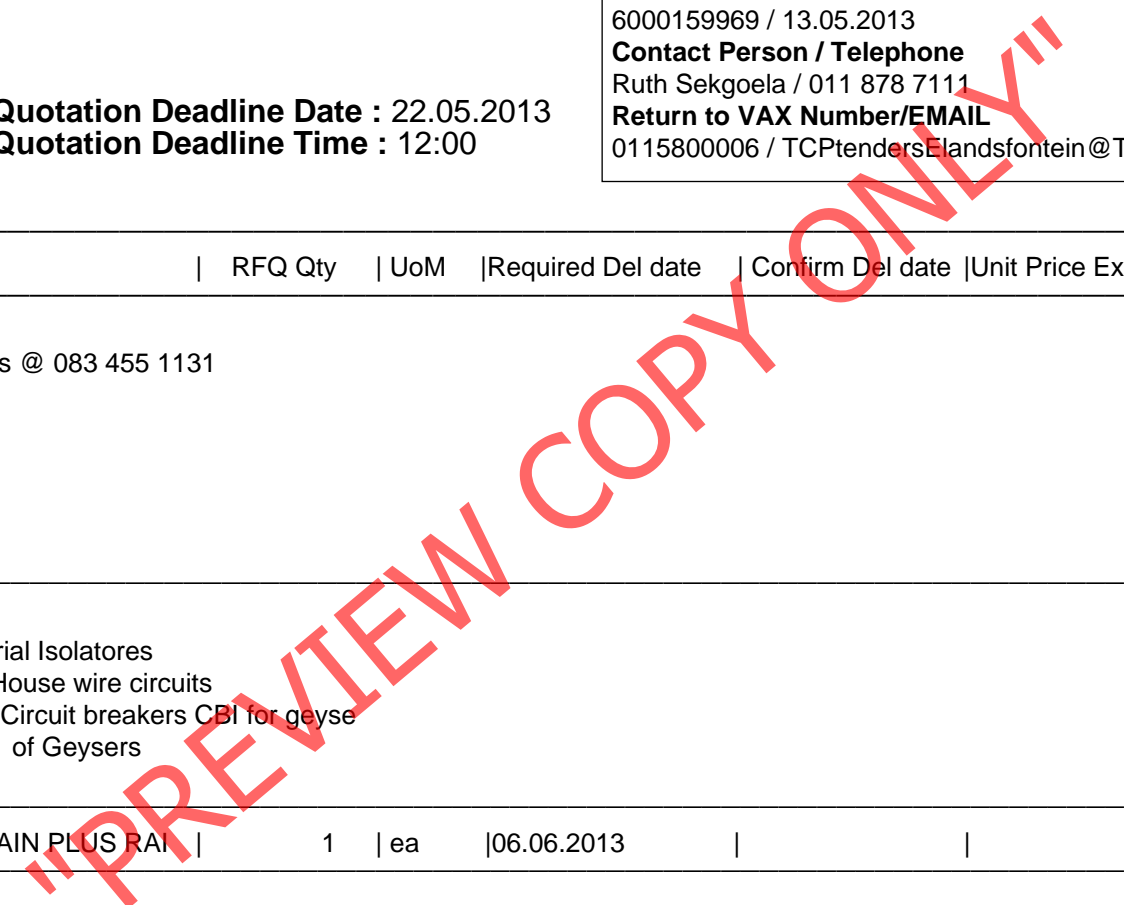 6000159969 / 13.05.2013
Contact Person / Telephone
Ruth Sekgoela / 011 878 7111
Quotation Deadline Date : 22.05.2013
Return to VAX Number/EMAIL
Quotation Deadline Time : 12:00
0115800006 / TCPtendersElandsfontein@T
| RFQ Qty | UoM |Required Del date | Confirm Del date |Unit Price Ex
s @ 083 455 1131
rial Isolatores
House wire circuits
Circuit breakers CBI for geyse
of Geysers
AIN PLUS RAI | 1 | ea |06.06.2013 | |
"PREVIEW COPY ONLY"